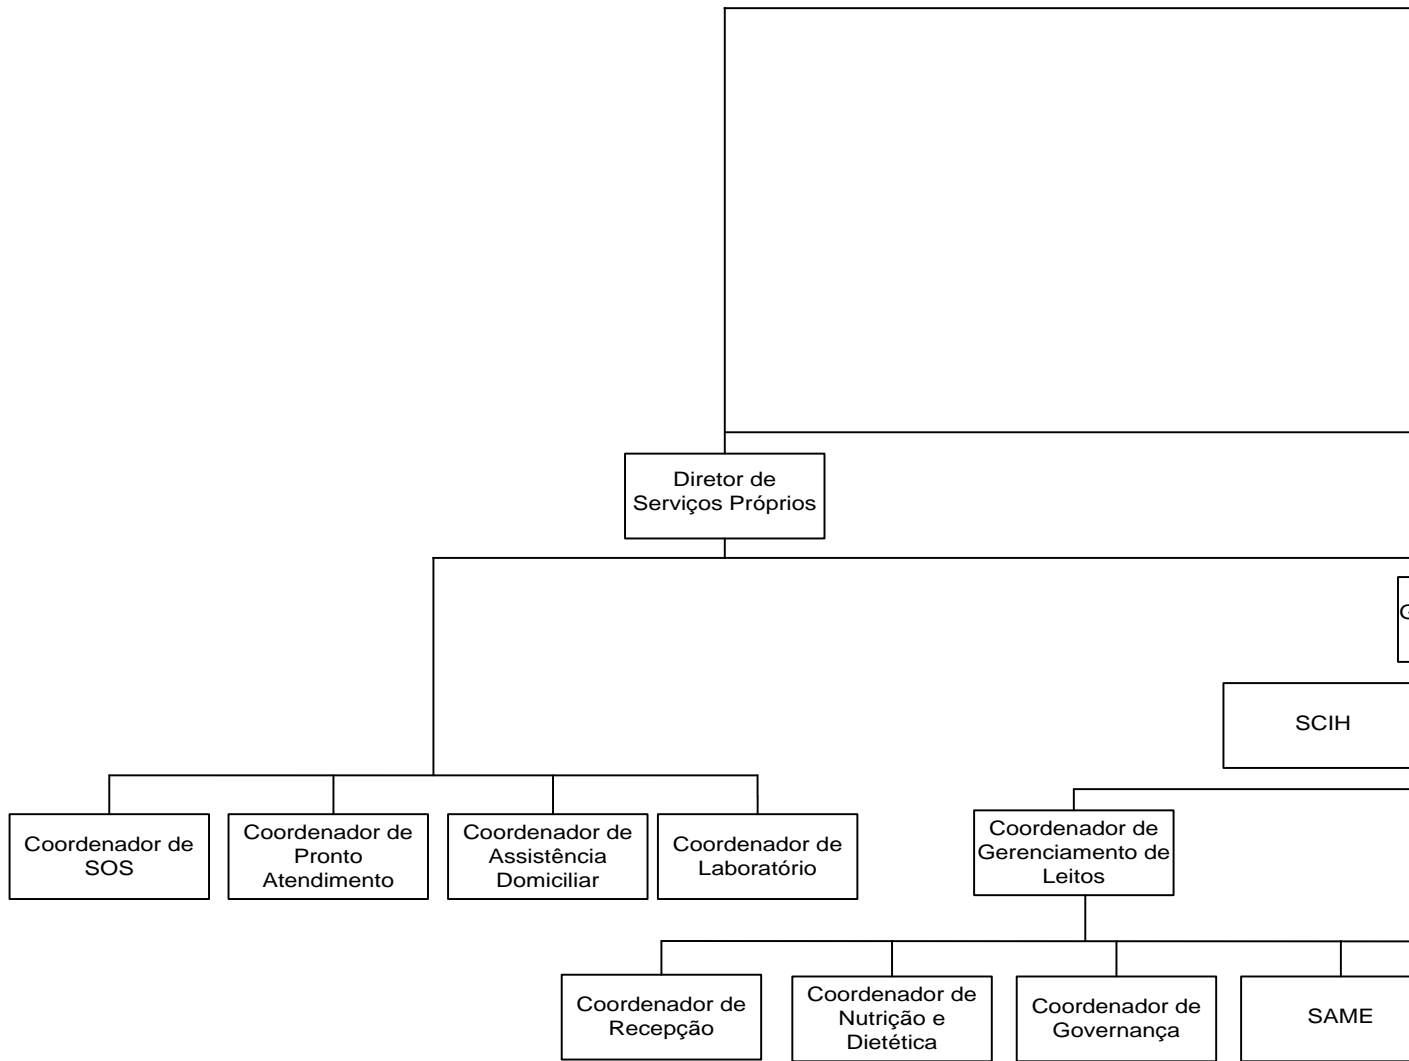 Diretor de
Serviços Próprios
G
SCIH
Coordenador de
SOS
Coordenador de
Pronto
Atendimento
Coordenador de
Assistência
Domiciliar
Coordenador de
Laboratório
Coordenador de
Gerenciamento de
Leitos
Coordenador de
Recepção
Coordenador de
Nutrição e
Dietética
Coordenador de
Governança
SAME